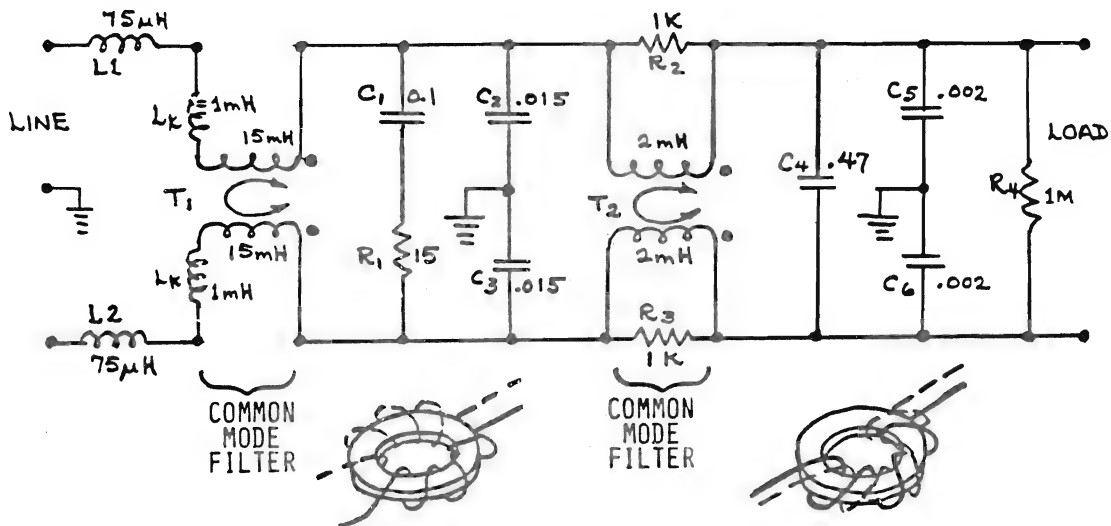 75µH
L1
LINE
LK
1mH
15mH
T1
15mH
LK
1mH
L2
75µH
C1 0.1
R1 15
C2 .015
C3 .015
1K
R2
2mH
T2
2mH
R3
1K
C4 .47
C5 .002
C6 .002
LOAD
R4 1M
COMMON
MODE
FILTER
COMMON
MODE
FILTER